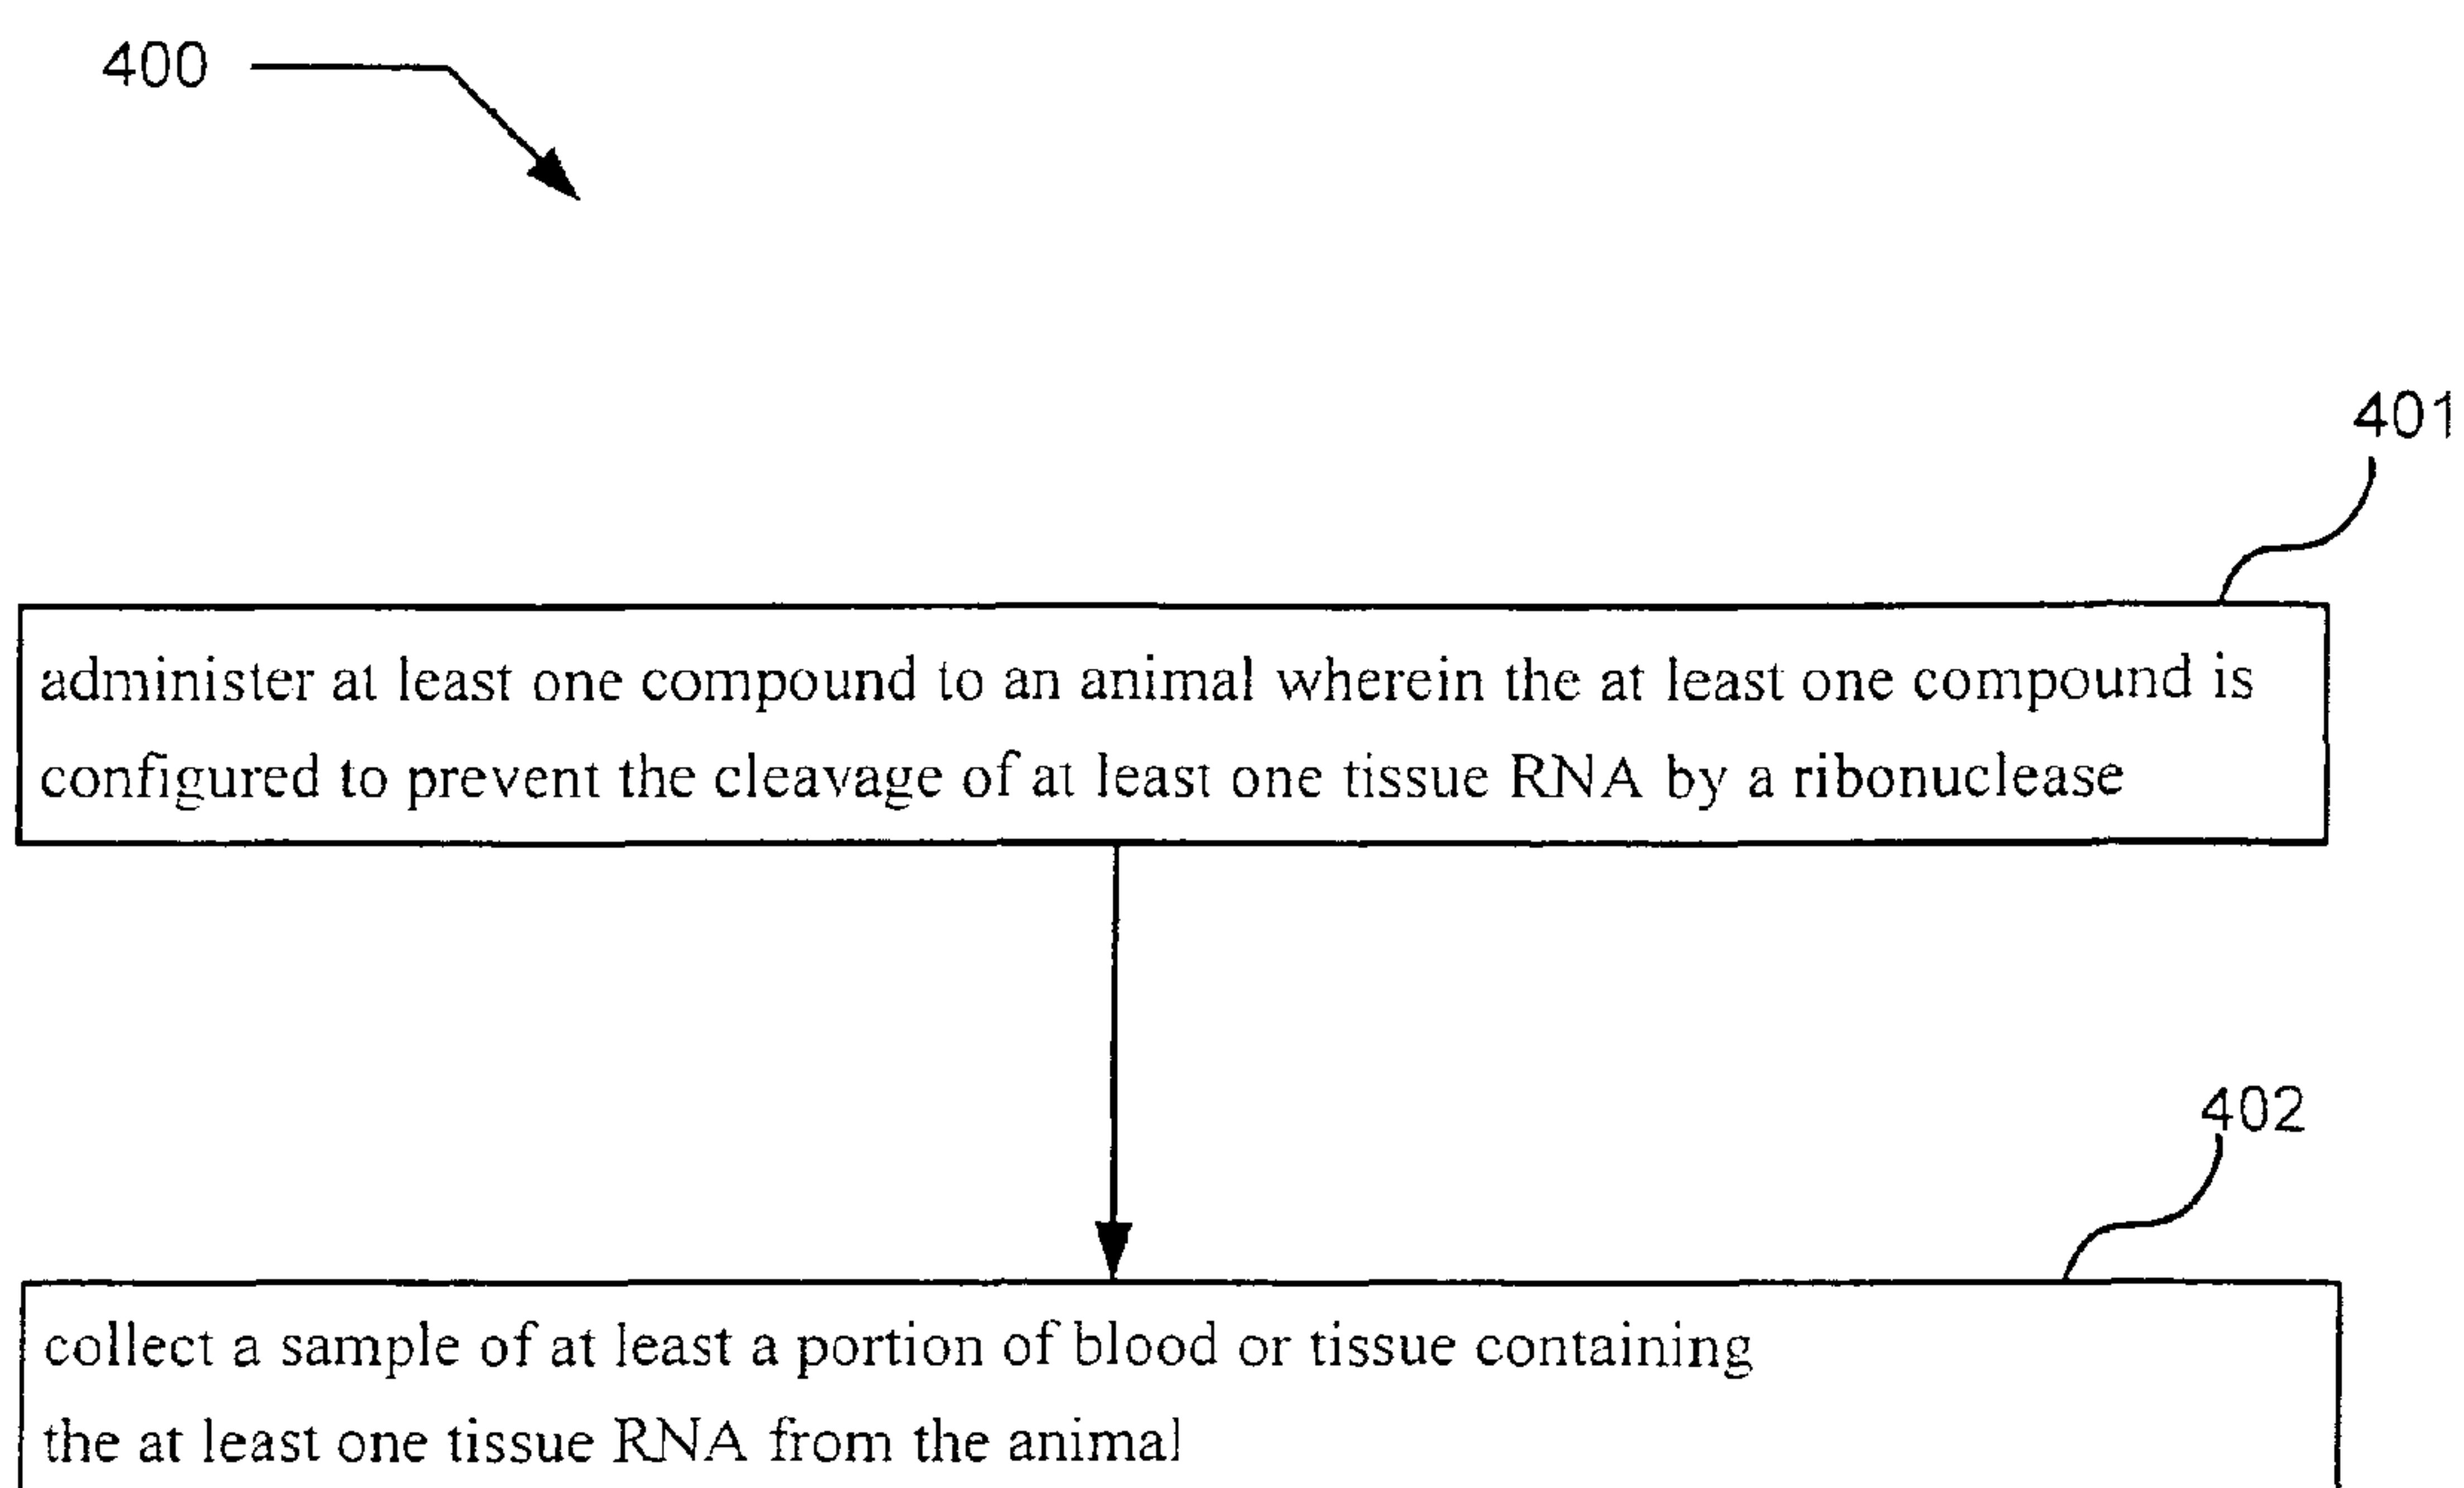 400
401
administer at least one compound to an animal wherein the at least one compound is
configured to prevent the cleavage of at least one tissue RNA by a ribonuclease
402
collect a sample of at least a portion of blood or tissue containing
the at least one tissue RNA from the animal